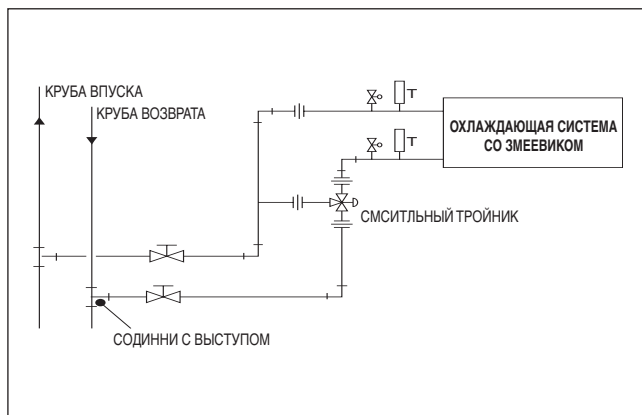 КРУБА ВПУСКА
КРУБА ВОЗВРАТА
T
T
ОХЛАЖДАЮЩАЯ СИСТЕМА
СО ЗМЕЕВИКОМ
СМСИТЛЬНЫЙ ТРОЙНИК
СОДИННИ С ВЫСТУПОМ